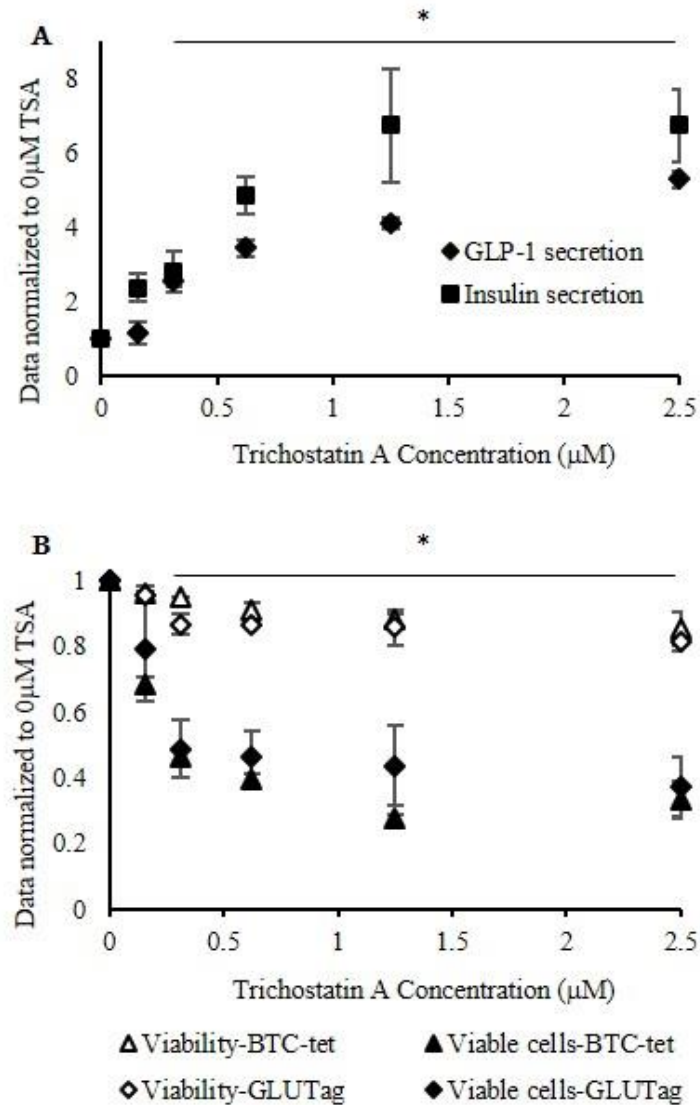 A
*
8
6
4
2
0
Data normalized to 0μM TSA
GLP-1 secretion
Insulin secretion
0 0.5 1 1.5 2 2.5
Trichostatin A Concentration (μM)
B
*
1
0.8
0.6
0.4
0.2
0
Data normalized to 0μM TSA
0 0.5 1 1.5 2 2.5
Trichostatin A Concentration (μM)
Viability-BTC-tet Viable cells-BTC-tet
Viability-GLUTag Viable cells-GLUTag